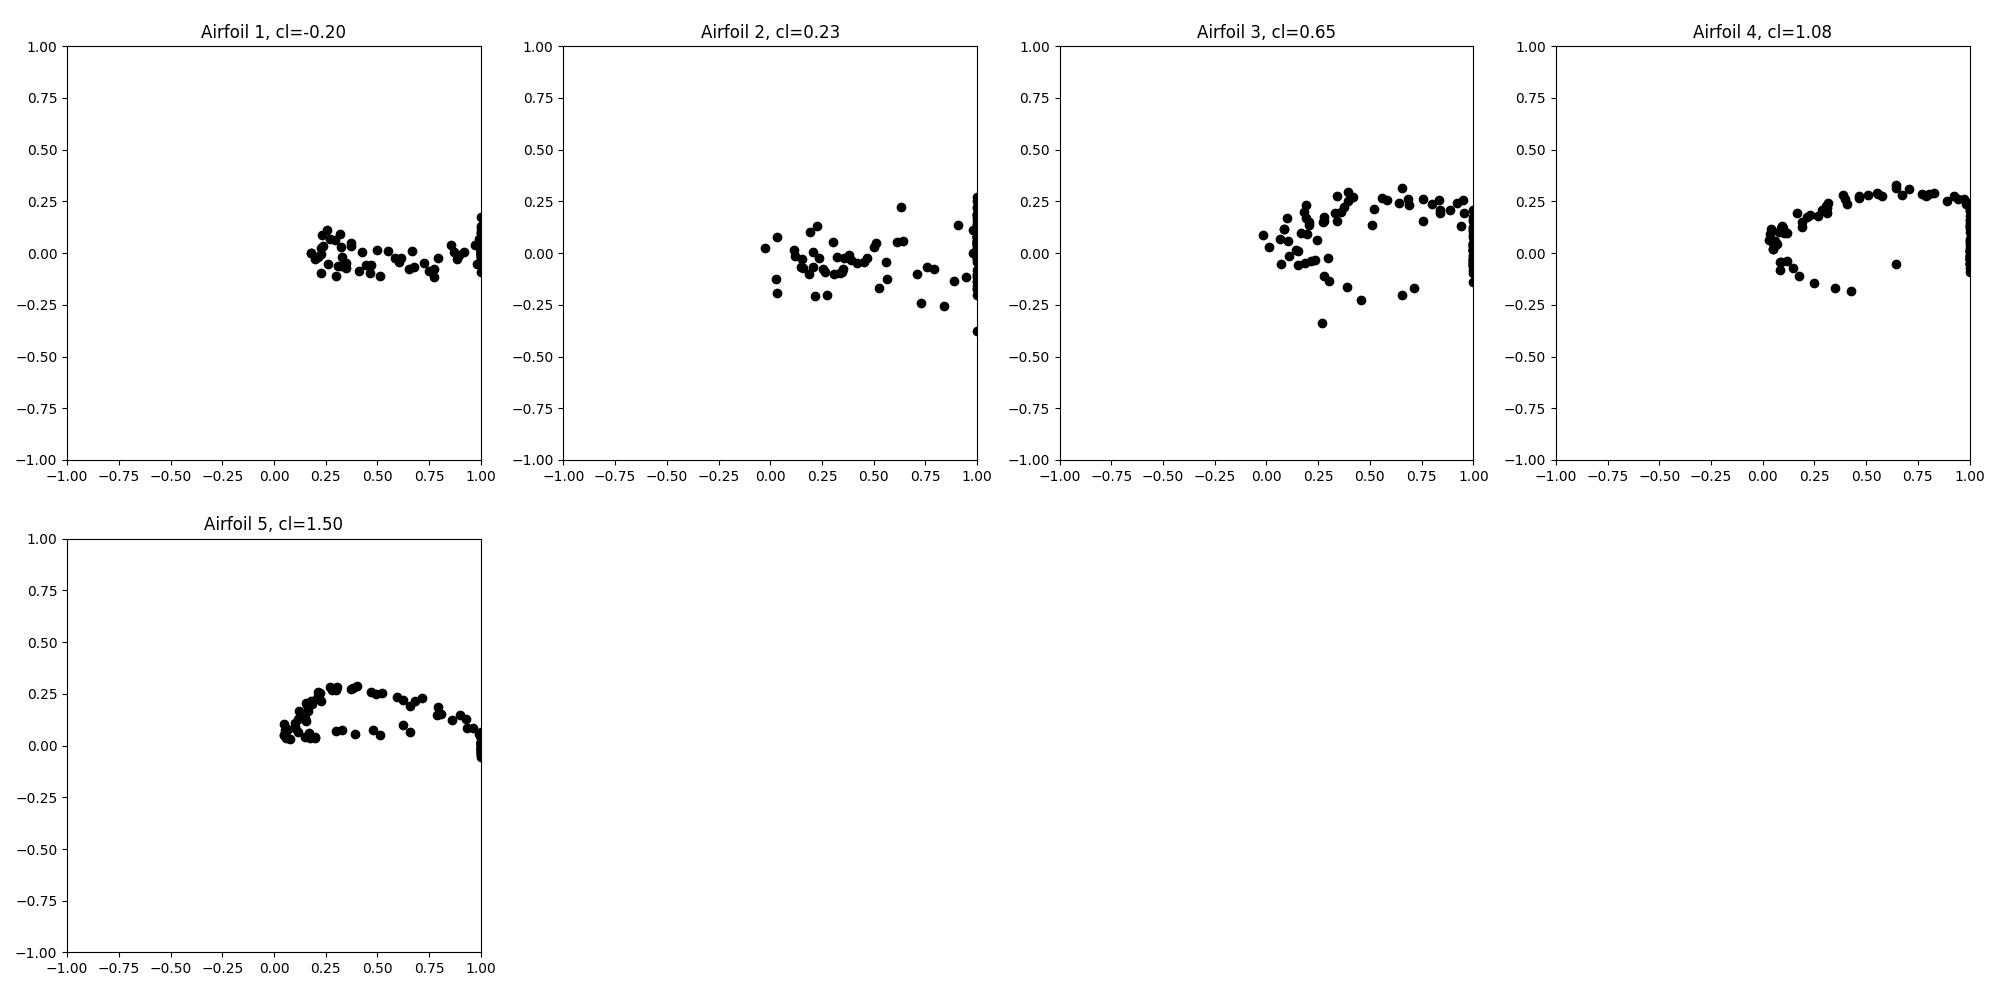 Airfoil 1, cl=-0.20
Airfoil 2, cl=0.23
Airfoil 3, cl=0.65
Airfoil 4, cl=1.08
1.00 1.00 1.00 1.00
0.75 0.75 0.75 0.75
0.50 0.50 0.50 0.50
0.25 0.25 0.25 0.25
0.00 0.00 0.00 0.00
−0.25 −0.25 −0.25 −0.25
−0.50 −0.50 −0.50 −0.50
−0.75 −0.75 −0.75 −0.75
−1.00 −1.00 −1.00 −1.00
−1.00 −0.75 −0.50 −0.25 0.00 0.25 0.50 0.75 1.00
−1.00 −0.75 −0.50 −0.25 0.00 0.25 0.50 0.75 1.00
−1.00 −0.75 −0.50 −0.25 0.00 0.25 0.50 0.75 1.00
−1.00 −0.75 −0.50 −0.25 0.00 0.25 0.50 0.75 1.00
Airfoil 5, cl=1.50
1.00
0.75
0.50
0.25
0.00
−0.25
−0.50
−0.75
−1.00
−1.00 −0.75 −0.50 −0.25 0.00 0.25 0.50 0.75 1.00